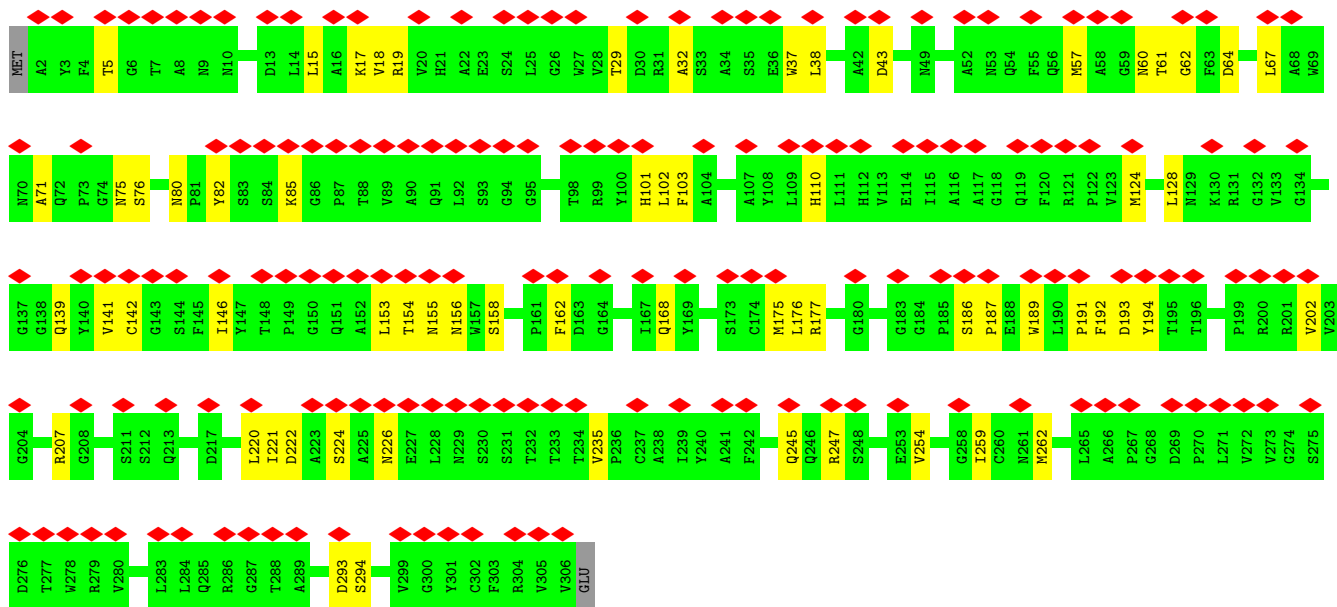 MET A2 Y3 F4 T5 G6 T7 A8 N9 N10 D13 L14 L15 A16 K17 V18 R19 V20 H21 A22 E23 S24 L25 G26 W27 V28 T29 D30 R31 A32 S33 A34 S35 E36 W37 L38 A42 D43 N49 A52 N53 Q54 F55 Q56 M57 A58 G59 N60 T61 G62 F63 D64 L67 A68 W69
N70 A71 Q72 P73 G74 N75 S76 N80 P81 Y82 S83 S84 K85 G86 P87 T88 V89 A90 Q91 L92 S93 G94 G95 T98 R99 Y100 H101 L102 F103 A104 A107 Y108 L109 H110 L111 H112 V113 E114 I115 A116 A117 G118 Q119 F120 R121 P122 V123 M124 L128 N129 K130 R131 G132 V133 G134
G137 G138 Q139 Y140 V141 C142 G143 S144 F145 I146 Y147 T148 P149 G150 Q151 A152 L153 T154 N155 N156 W157 S158 P161 F162 D163 G164 I167 Q168 Y169 S173 C174 M175 L176 R177 G180 G183 G184 P185 S186 P187 E188 W189 L190 P191 F192 D193 Y194 T195 T196 P199 R200 R201 V202 V203
G204 R207 G208 S211 S212 Q213 D217 L220 I221 D222 A223 S224 A225 N226 E227 L228 N229 S230 S231 T232 T233 T234 V235 P236 C237 A238 I239 Y240 A241 F242 Q245 Q246 R247 S248 E253 V254 G258 I259 C260 N261 M262 L265 A266 P267 G268 D269 P270 L271 V272 V273 G274 S275
D276 T277 W278 R279 V280 L283 L284 Q285 R286 G287 T288 A289 D293 S294 V299 G300 Y301 C302 F303 R304 V305 V306 GLU